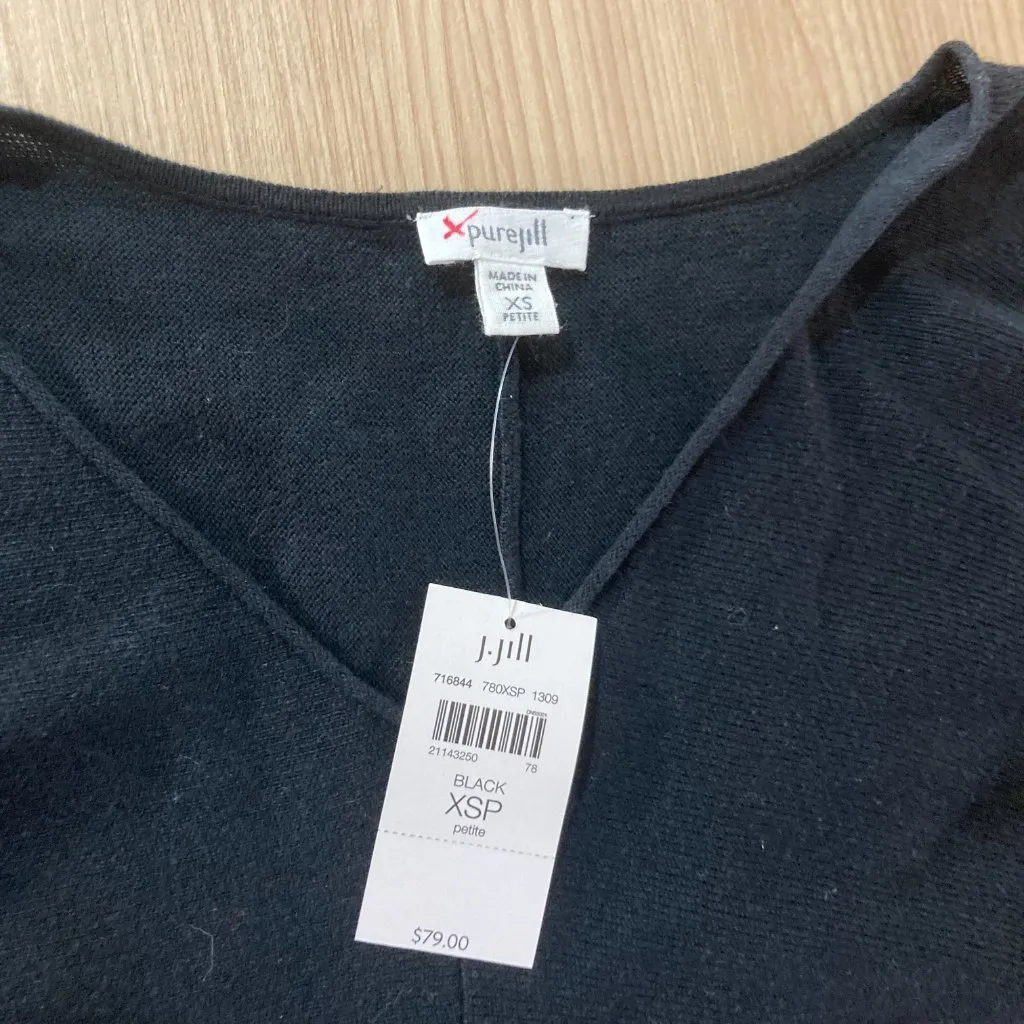 purejill
MADE IN
CHINA
XS
PETITE
J.Jill
716844 780XSP 1309
21143250 78
BLACK
XSP
petite
$79.00